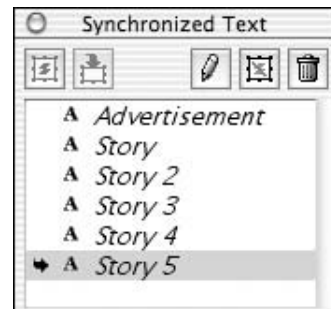 Synchronized Text
A Advertisement
A Story
A Story 2
A Story 3
A Story 4
A Story 5